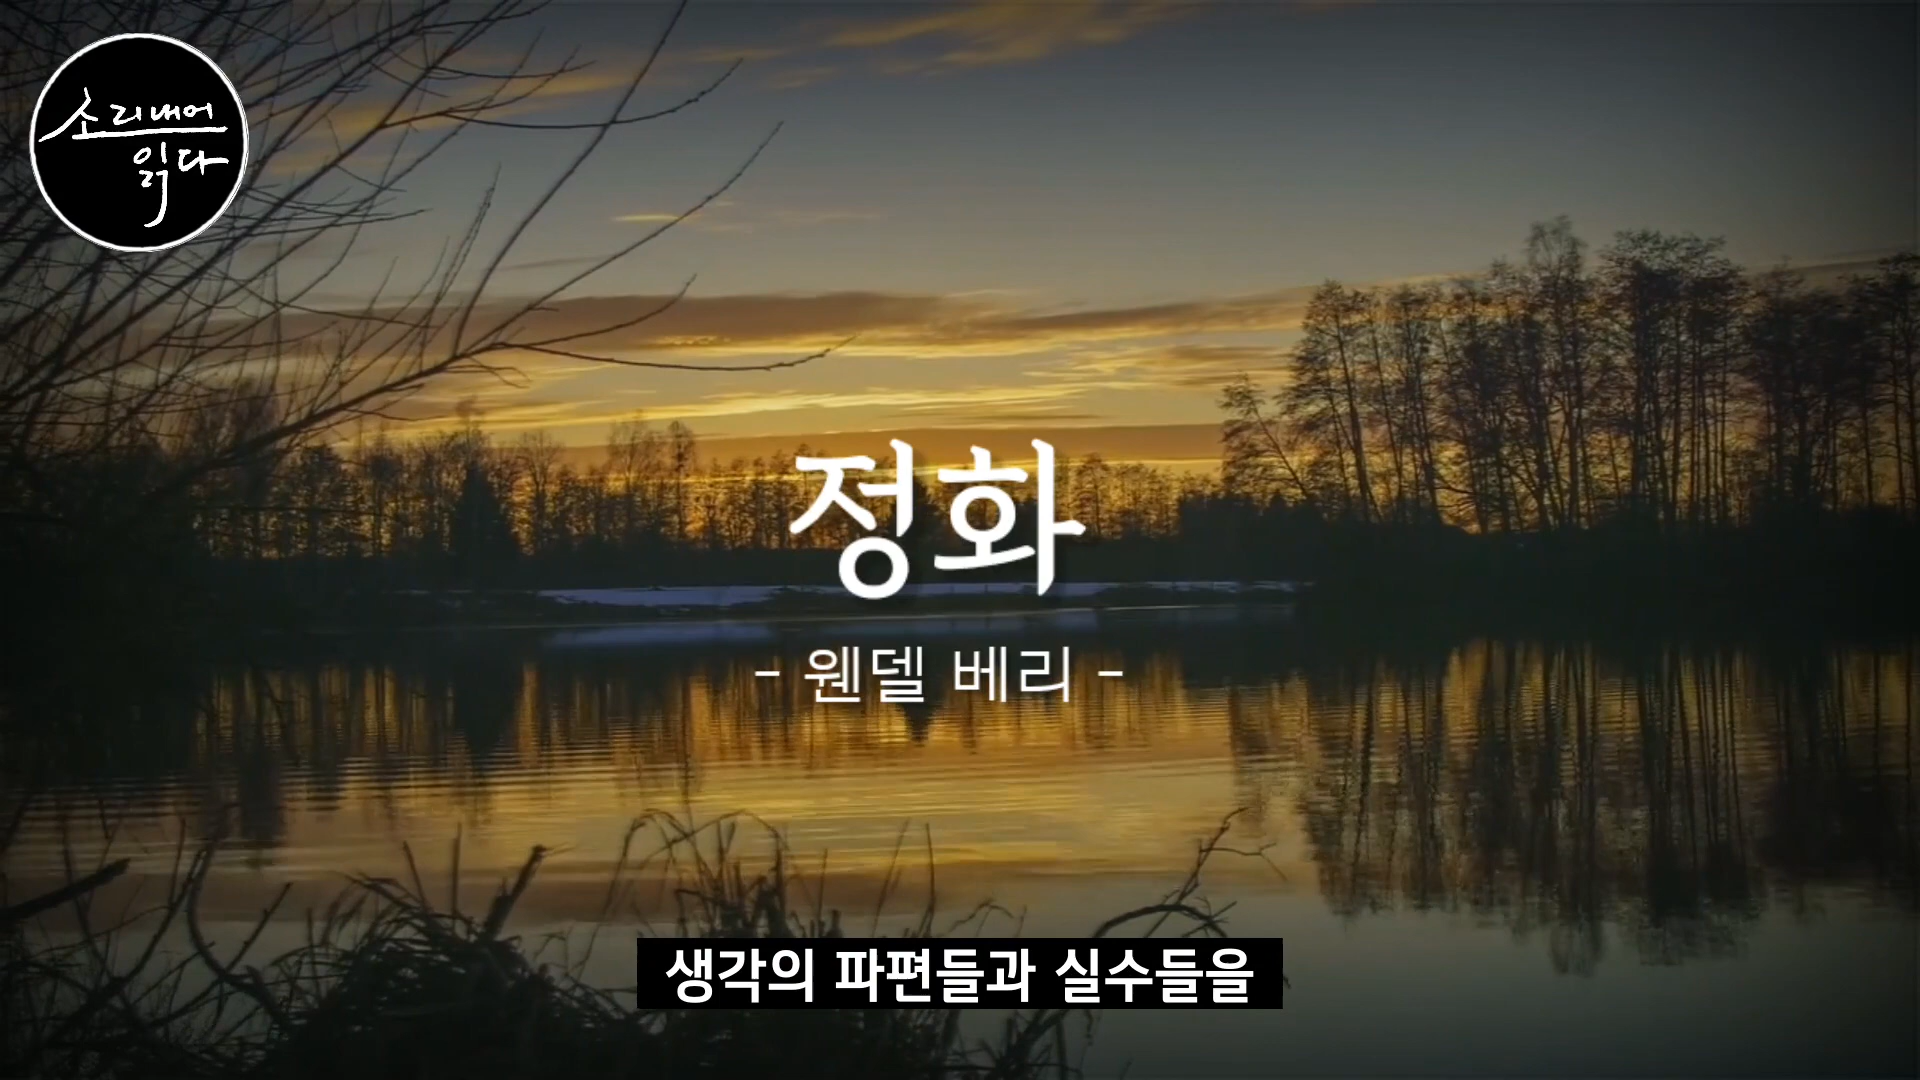 소리내어
읽다
정화
- 웬델 베리 -
생각의 파편들과 실수들을